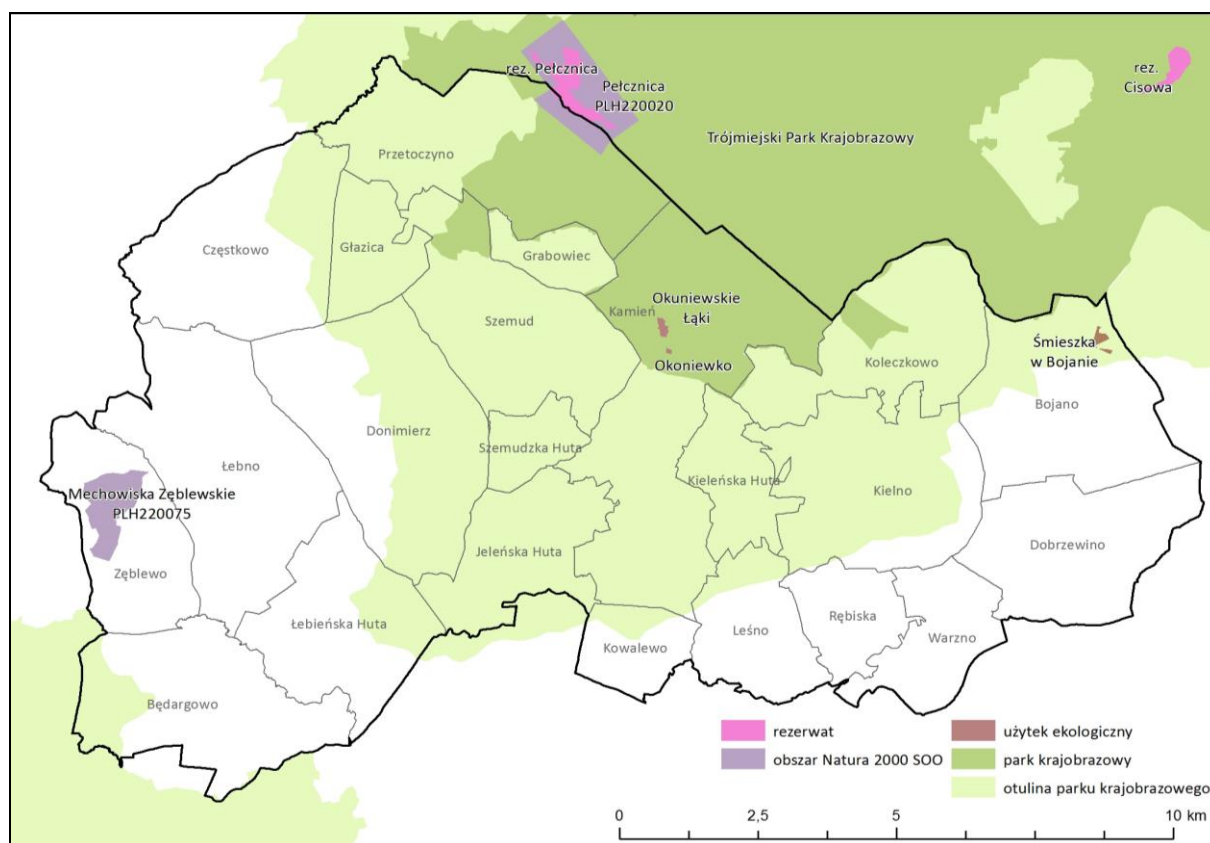 rez. Pełcznica
Pełcznica
PLH220020
rez.
Cisowa
Trójmiejski Park Krajobrazowy
Przetoczyno
Częstkowo
Głazica
Grabowiec
Kamień
Okuniewskie
Łąki
Okoniewko
Szemud
Koleczkowo
Śmieszka
w Bojanie
Bojano
Donimierz
Szemudzka Huta
Łebno
Kieleńska Huta
Kielno
Mechowiska Zęblewskie
PLH220075
Zęblewo
Jeleńska Huta
Dobrzewino
Łebieńska Huta
Kowalewo
Leśno
Rębiska
Warzno
Będargowo
rezerwat
obszar Natura 2000 SOO
użytek ekologiczny
park krajobrazowy
otulina parku krajobrazowego
0 2,5 5 10 km